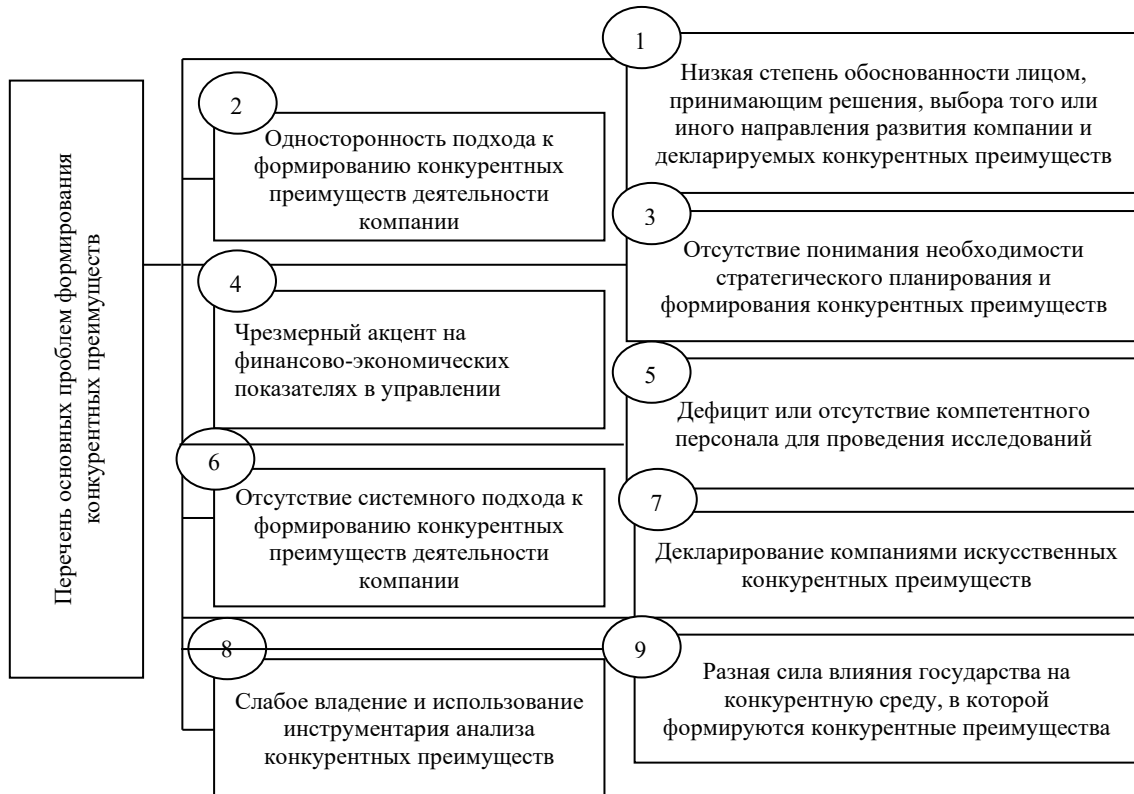 Перечень основных проблем формирования
конкурентных преимуществ
1
Низкая степень обоснованности лицом,
принимающим решения, выбора того или
иного направления развития компании и
декларируемых конкурентных преимуществ
2
Односторонность подхода к
формированию конкурентных
преимуществ деятельности
компании
3
Отсутствие понимания необходимости
стратегического планирования и
формирования конкурентных преимуществ
4
Чрезмерный акцент на
финансово-экономических
показателях в управлении
5
Дефицит или отсутствие компетентного
персонала для проведения исследований
6
Отсутствие системного подхода к
формированию конкурентных
преимуществ деятельности
компании
7
Декларирование компаниями искусственных
конкурентных преимуществ
8
Слабое владение и использование
инструментария анализа
конкурентных преимуществ
9
Разная сила влияния государства на
конкурентную среду, в которой
формируются конкурентные преимущества